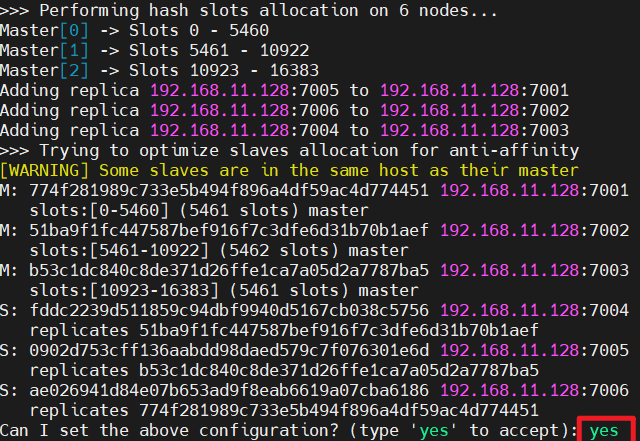 >>> Performing hash slots allocation on 6 nodes...
Master[0] -> Slots 0 - 5460
Master[1] -> Slots 5461 - 10922
Master[2] -> Slots 10923 - 16383
Adding replica 192.168.11.128:7005 to 192.168.11.128:7001
Adding replica 192.168.11.128:7006 to 192.168.11.128:7002
Adding replica 192.168.11.128:7004 to 192.168.11.128:7003
>>> Trying to optimize slaves allocation for anti-affinity
[WARNING] Some slaves are in the same host as their master
M: 774f281989c733e5b494f896a4df59ac4d774451 192.168.11.128:7001
   slots:[0-5460] (5461 slots) master
M: 51ba9f1fc447587bef916f7c3dfe6d31b70b1aef 192.168.11.128:7002
   slots:[5461-10922] (5462 slots) master
M: b53c1dc840c8de371d26ffe1ca7a05d2a7787ba5 192.168.11.128:7003
   slots:[10923-16383] (5461 slots) master
S: fddc2239d511859c94dbf9940d5167cb038c5756 192.168.11.128:7004
   replicates 51ba9f1fc447587bef916f7c3dfe6d31b70b1aef
S: 0902d753cff136aabdd98daed579c7f076301e6d 192.168.11.128:7005
   replicates b53c1dc840c8de371d26ffe1ca7a05d2a7787ba5
S: ae026941d84e07b653ad9f8eab6619a07cba6186 192.168.11.128:7006
   replicates 774f281989c733e5b494f896a4df59ac4d774451
Can I set the above configuration? (type 'yes' to accept): yes